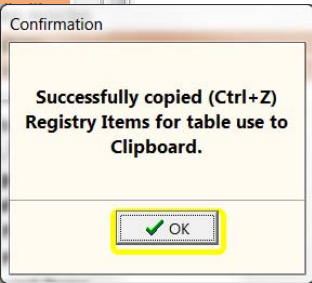 Confirmation
Successfully copied (Ctrl+Z)
Registry Items for table use to
Clipboard.
OK